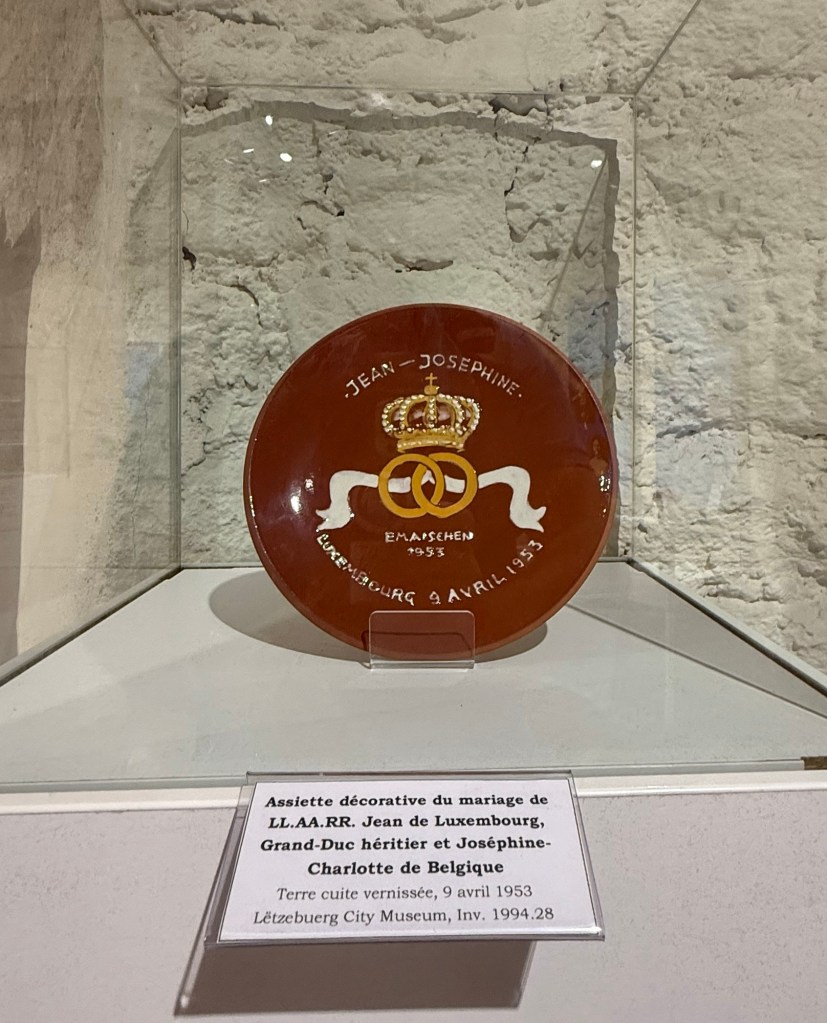 ·JEAN — JOSEPHINE·
EMAISCHEN
1953
LUXEMBOURG 9 AVRIL 1953
Assiette décorative du mariage de
LL.AA.RR. Jean de Luxembourg,
Grand-Duc héritier et Joséphine-
Charlotte de Belgique
Terre cuite vernissée, 9 avril 1953
Lëtzebuerg City Museum, Inv. 1994.28